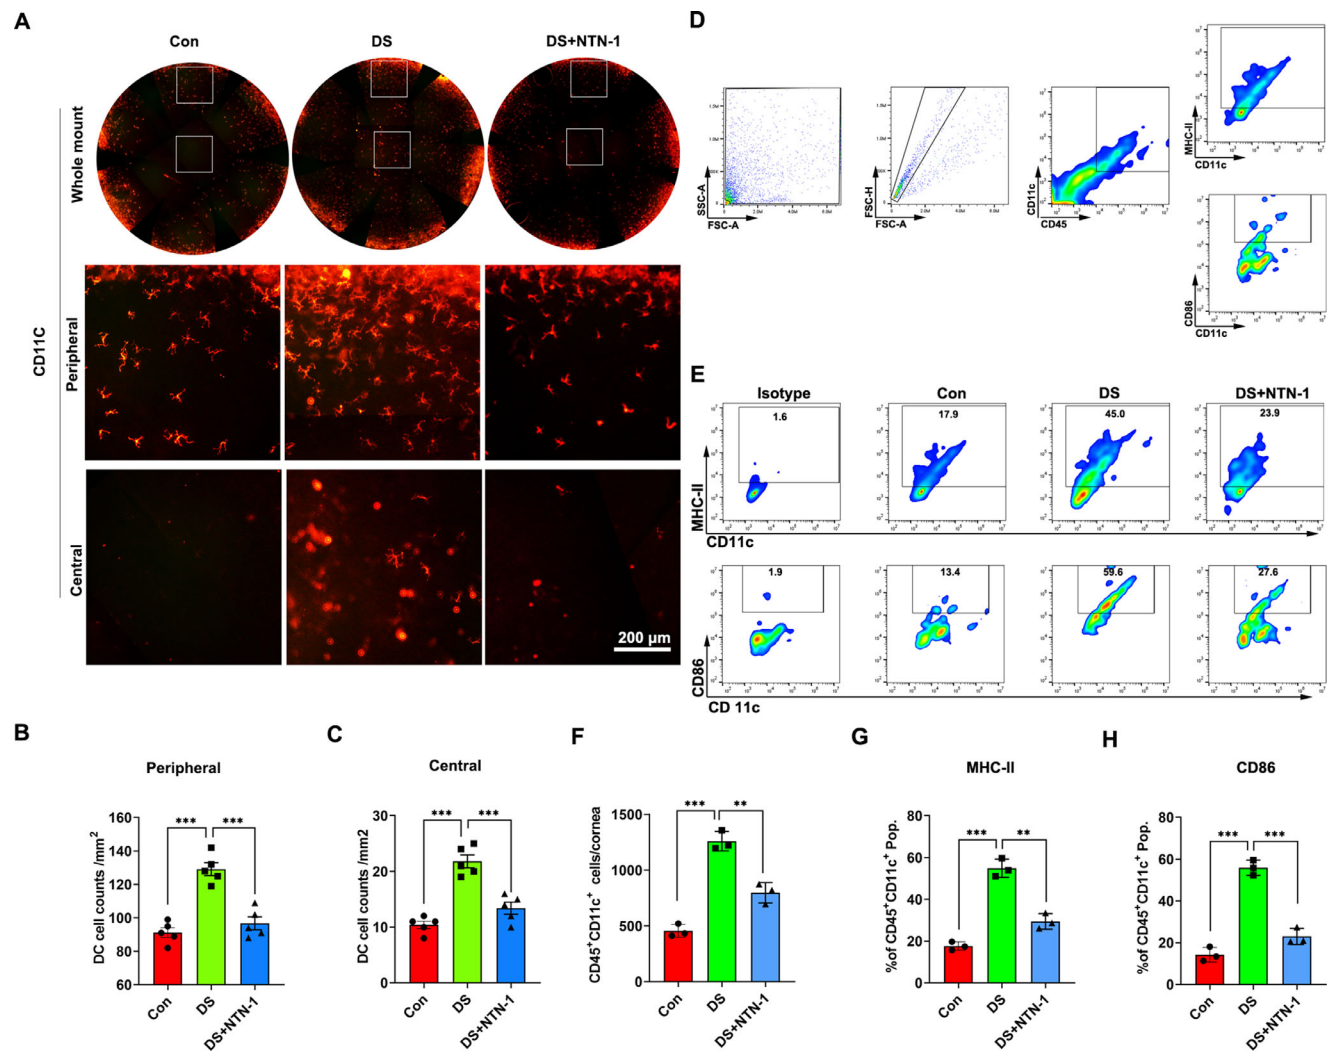 A
Con
DS
DS+NTN-1
Whole mount
CD11C
Peripheral
Central
200 µm
D
SSC-A
FSC-A
FSC-H
FSC-A
CD11c
CD45
MHC-II
CD11c
CD86
CD11c
E
Isotype
Con
DS
DS+NTN-1
1.6
17.9
45.0
23.9
MHC-II
CD11c
1.9
13.4
59.6
27.6
CD86
CD 11c
B
Peripheral
DC cell counts /mm²
160
140
120
100
80
60
***
***
Con
DS
DS+NTN-1
C
Central
DC cell counts /mm2
30
20
10
0
***
***
Con
DS
DS+NTN-1
F
CD45⁺CD11c⁺ cells/cornea
1500
1000
500
0
***
**
Con
DS
DS+NTN-1
G
MHC-II
%of CD45⁺CD11c⁺ Pop.
80
60
40
20
0
***
**
Con
DS
DS+NTN-1
H
CD86
%of CD45⁺CD11c⁺ Pop.
80
60
40
20
0
***
***
Con
DS
DS+NTN-1